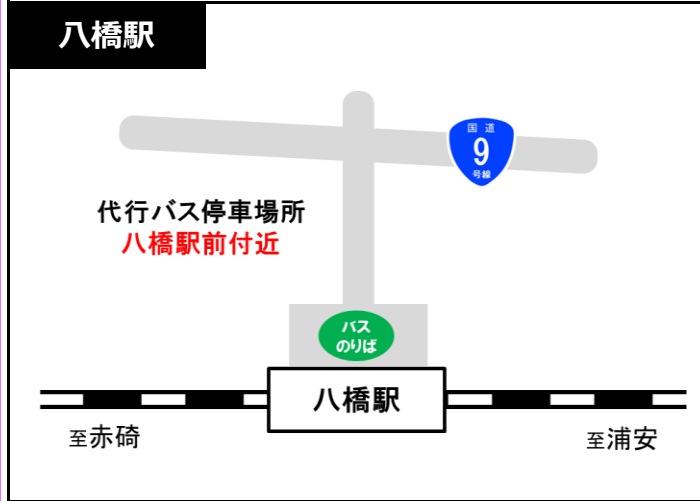 八橋駅
国道
9
号線
代行バス停車場所
八橋駅前付近
バス
のりば
八橋駅
至赤碕
至浦安